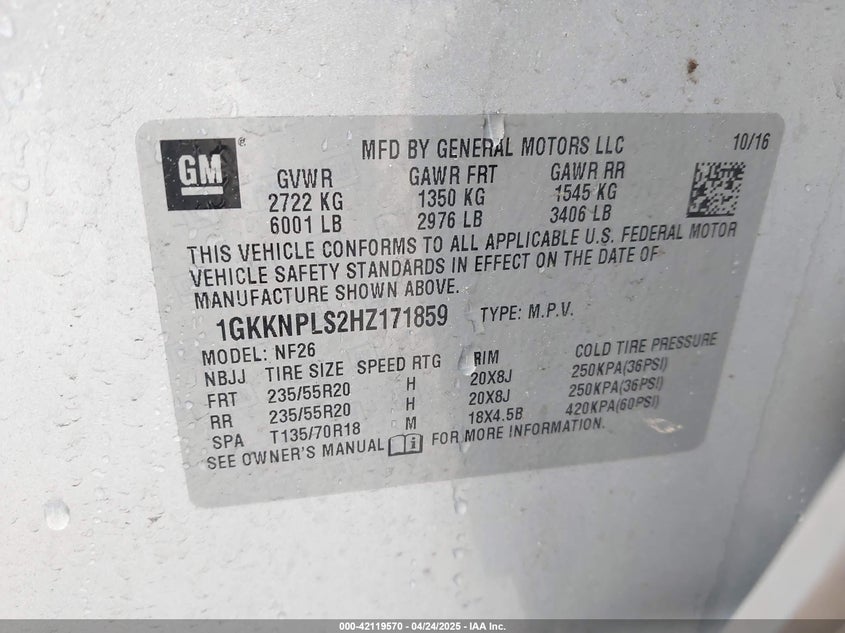 GM ®
MFD BY GENERAL MOTORS LLC 10/16
GVWR GAWR FRT GAWR RR
2722 KG 1350 KG 1545 KG
6001 LB 2976 LB 3406 LB
THIS VEHICLE CONFORMS TO ALL APPLICABLE U.S. FEDERAL MOTOR
VEHICLE SAFETY STANDARDS IN EFFECT ON THE DATE OF
MANUFACTURE SHOWN ABOVE.
1GKKNPLS2HZ171859 TYPE: M.P.V.
MODEL: NF26
NBJJ TIRE SIZE SPEED RTG RIM COLD TIRE PRESSURE
FRT 235/55R20 H 20X8J 250KPA(36PSI)
RR 235/55R20 H 20X8J 250KPA(36PSI)
SPA T135/70R18 M 18X4.5B 420KPA(60PSI)
SEE OWNER'S MANUAL i FOR MORE INFORMATION.
000-42119570 - 04/24/2025 - IAA Inc.